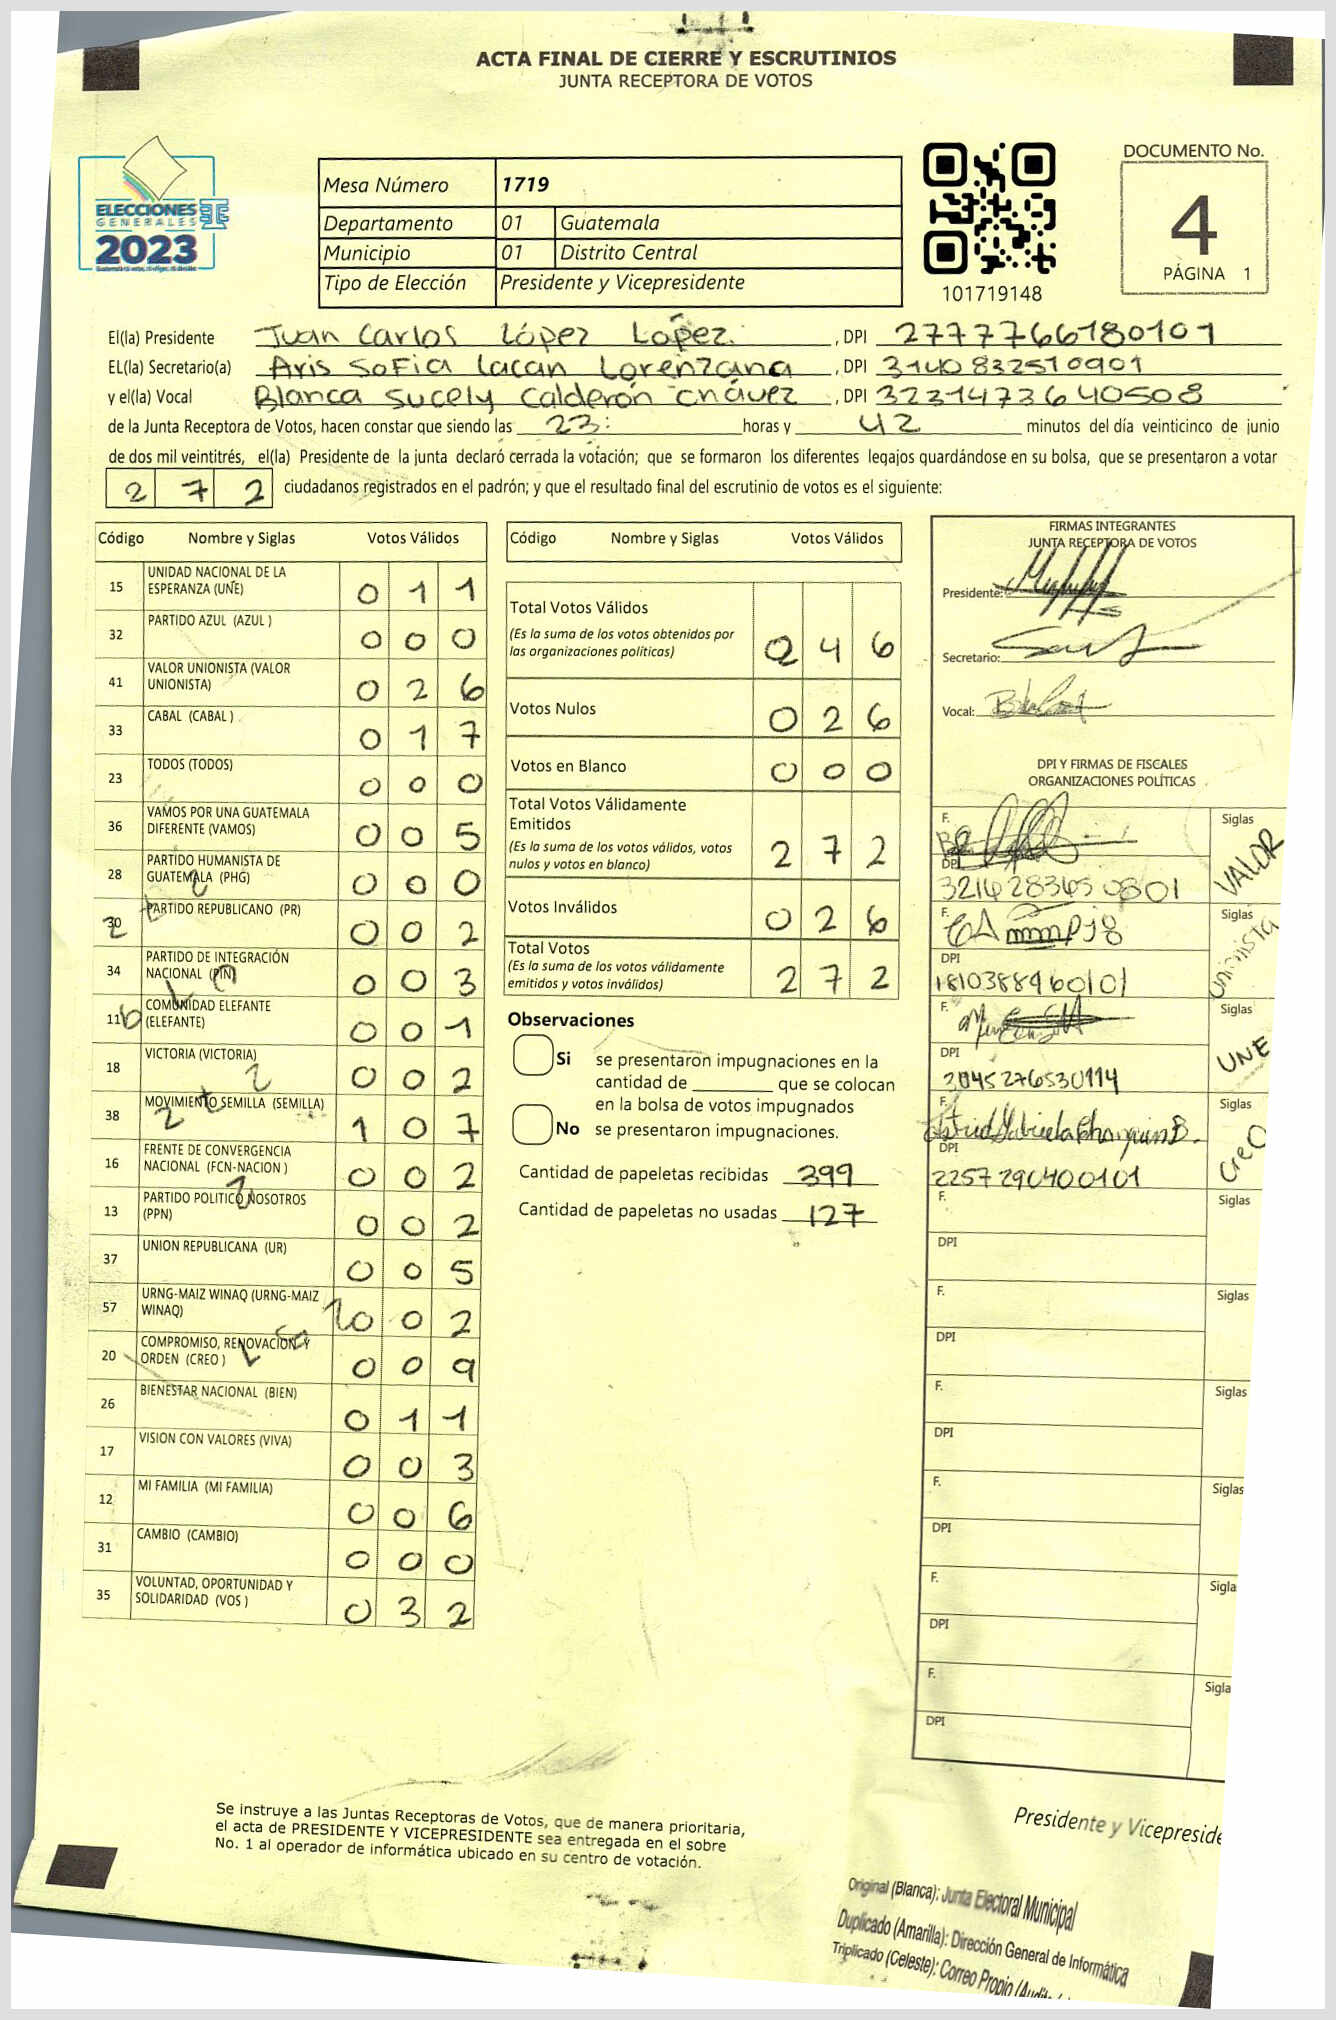 ACTA FINAL DE CIERRE Y ESCRUTINIOS
JUNTA RECEPTORA DE VOTOS
ELECCIONES
GENERALES
2023
Mesa Número 1719
Departamento 01 Guatemala
Municipio 01 Distrito Central
Tipo de Elección Presidente y Vicepresidente
101719148
DOCUMENTO No.
4
PÁGINA 1
El(la) Presidente Juan Carlos López López. , DPI 2777766180101
EL(la) Secretario(a) Aris Sofia Lacan Lorenzana , DPI 3140832510901
y el(la) Vocal Blanca Sucely Calderón Chávez , DPI 3231473640508
de la Junta Receptora de Votos, hacen constar que siendo las 23: horas y 42 minutos del día veinticinco de junio
de dos mil veintitrés, el(la) Presidente de la junta declaró cerrada la votación; que se formaron los diferentes legajos guardándose en su bolsa, que se presentaron a votar
2 7 2 ciudadanos registrados en el padrón; y que el resultado final del escrutinio de votos es el siguiente:
Código Nombre y Siglas Votos Válidos
15 UNIDAD NACIONAL DE LA ESPERANZA (UNE) 0 1 1
32 PARTIDO AZUL (AZUL ) 0 0 0
41 VALOR UNIONISTA (VALOR UNIONISTA) 0 2 6
33 CABAL (CABAL ) 0 1 7
23 TODOS (TODOS) 0 0 0
36 VAMOS POR UNA GUATEMALA DIFERENTE (VAMOS) 0 0 5
28 PARTIDO HUMANISTA DE GUATEMALA (PHG) 0 0 0
30 PARTIDO REPUBLICANO (PR) 0 0 2
34 PARTIDO DE INTEGRACIÓN NACIONAL (PIN) 0 0 3
11 COMUNIDAD ELEFANTE (ELEFANTE) 0 0 1
18 VICTORIA (VICTORIA) 0 0 2
38 MOVIMIENTO SEMILLA (SEMILLA) 1 0 7
16 FRENTE DE CONVERGENCIA NACIONAL (FCN-NACION ) 0 0 2
13 PARTIDO POLITICO NOSOTROS (PPN) 0 0 2
37 UNION REPUBLICANA (UR) 0 0 5
57 URNG-MAIZ WINAQ (URNG-MAIZ WINAQ) 0 0 2
20 COMPROMISO, RENOVACION Y ORDEN (CREO ) 0 0 9
26 BIENESTAR NACIONAL (BIEN) 0 1 1
17 VISION CON VALORES (VIVA) 0 0 3
12 MI FAMILIA (MI FAMILIA) 0 0 6
31 CAMBIO (CAMBIO) 0 0 0
35 VOLUNTAD, OPORTUNIDAD Y SOLIDARIDAD (VOS ) 0 3 2
Código Nombre y Siglas Votos Válidos
Total Votos Válidos
(Es la suma de los votos obtenidos por
las organizaciones políticas)
4 6
Votos Nulos 0 2 6
Votos en Blanco 0 0 0
Total Votos Válidamente
Emitidos
(Es la suma de los votos válidos, votos
nulos y votos en blanco)
2 7 2
Votos Inválidos 0 2 6
Total Votos
(Es la suma de los votos válidamente
emitidos y votos inválidos)
2 7 2
Observaciones
Si se presentaron impugnaciones en la
cantidad de ________ que se colocan
en la bolsa de votos impugnados
No se presentaron impugnaciones.
Cantidad de papeletas recibidas 399
Cantidad de papeletas no usadas 127
FIRMAS INTEGRANTES
JUNTA RECEPTORA DE VOTOS
Presidente:
Secretario:
Vocal:
DPI Y FIRMAS DE FISCALES
ORGANIZACIONES POLÍTICAS
F. Siglas
VALOR
DPI
F. Siglas
Unionista
DPI
1810388960101
F. Siglas
UNE
DPI
3045276530114
F. Siglas
Creo
DPI
2257290400101
F. Siglas
DPI
F. Siglas
DPI
F. Siglas
DPI
F. Siglas
DPI
F. Sigla
DPI
F. Sigla
DPI
Se instruye a las Juntas Receptoras de Votos, que de manera prioritaria,
el acta de PRESIDENTE Y VICEPRESIDENTE sea entregada en el sobre
No. 1 al operador de informática ubicado en su centro de votación.
Presidente y Vicepreside
Original (Blanca): Junta Electoral Municipal
Duplicado (Amarilla): Dirección General de Informática
Triplicado (Celeste): Correo Propio